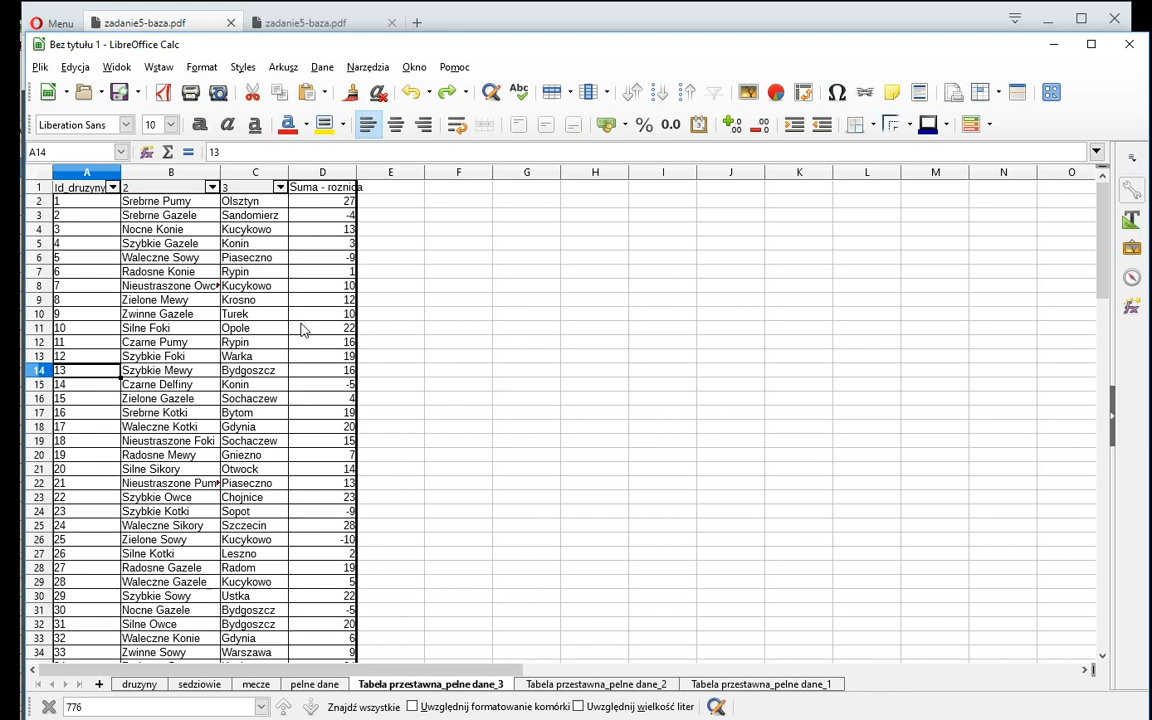 Menu zadanie5-baza.pdf zadanie5-baza.pdf
Bez tytułu 1 - LibreOffice Calc
Plik Edycja Widok Wstaw Format Styles Arkusz Dane Narzędzia Okno Pomoc
Liberation Sans 10
A14 13
A B C D E F G H I J K L M N O
1 Id_druzyny 2 3 Suma - roznica
2 1 Srebrne Pumy Olsztyn 27
3 2 Srebrne Gazele Sandomierz -4
4 3 Nocne Konie Kucykowo 13
5 4 Szybkie Gazele Konin 3
6 5 Waleczne Sowy Piaseczno -9
7 6 Radosne Konie Rypin 1
8 7 Nieustraszone Owc Kucykowo 10
9 8 Zielone Mewy Krosno 12
10 9 Zwinne Gazele Turek 10
11 10 Silne Foki Opole 22
12 11 Czarne Pumy Rypin 16
13 12 Szybkie Foki Warka 19
14 13 Szybkie Mewy Bydgoszcz 16
15 14 Czarne Delfiny Konin -5
16 15 Zielone Gazele Sochaczew 4
17 16 Srebrne Kotki Bytom 19
18 17 Waleczne Kotki Gdynia 20
19 18 Nieustraszone Foki Sochaczew 15
20 19 Radosne Mewy Gniezno 7
21 20 Silne Sikory Otwock 14
22 21 Nieustraszone Pum Piaseczno 13
23 22 Szybkie Owce Chojnice 23
24 23 Szybkie Kotki Sopot -9
25 24 Waleczne Sikory Szczecin 28
26 25 Zielone Sowy Kucykowo -10
27 26 Silne Kotki Leszno 2
28 27 Radosne Gazele Radom 19
29 28 Waleczne Gazele Kucykowo 5
30 29 Szybkie Sowy Ustka 22
31 30 Nocne Gazele Bydgoszcz -5
32 31 Silne Owce Bydgoszcz 20
33 32 Waleczne Konie Gdynia 6
34 33 Zwinne Sowy Warszawa 9
druzyny sedziowie mecze pełne dane Tabela przestawna_pełne dane_3 Tabela przestawna_pełne dane_2 Tabela przestawna_pełne dane_1
776 Znajdź wszystkie Uwzględnij formatowanie komórki Uwzględnij wielkość liter